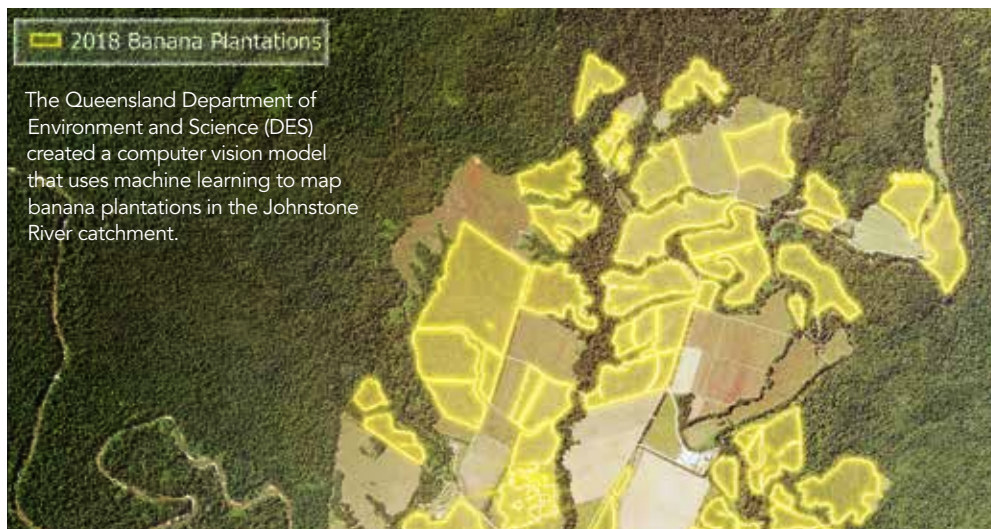 2018 Banana Plantations
The Queensland Department of
Environment and Science (DES)
created a computer vision model
that uses machine learning to map
banana plantations in the Johnstone
River catchment.